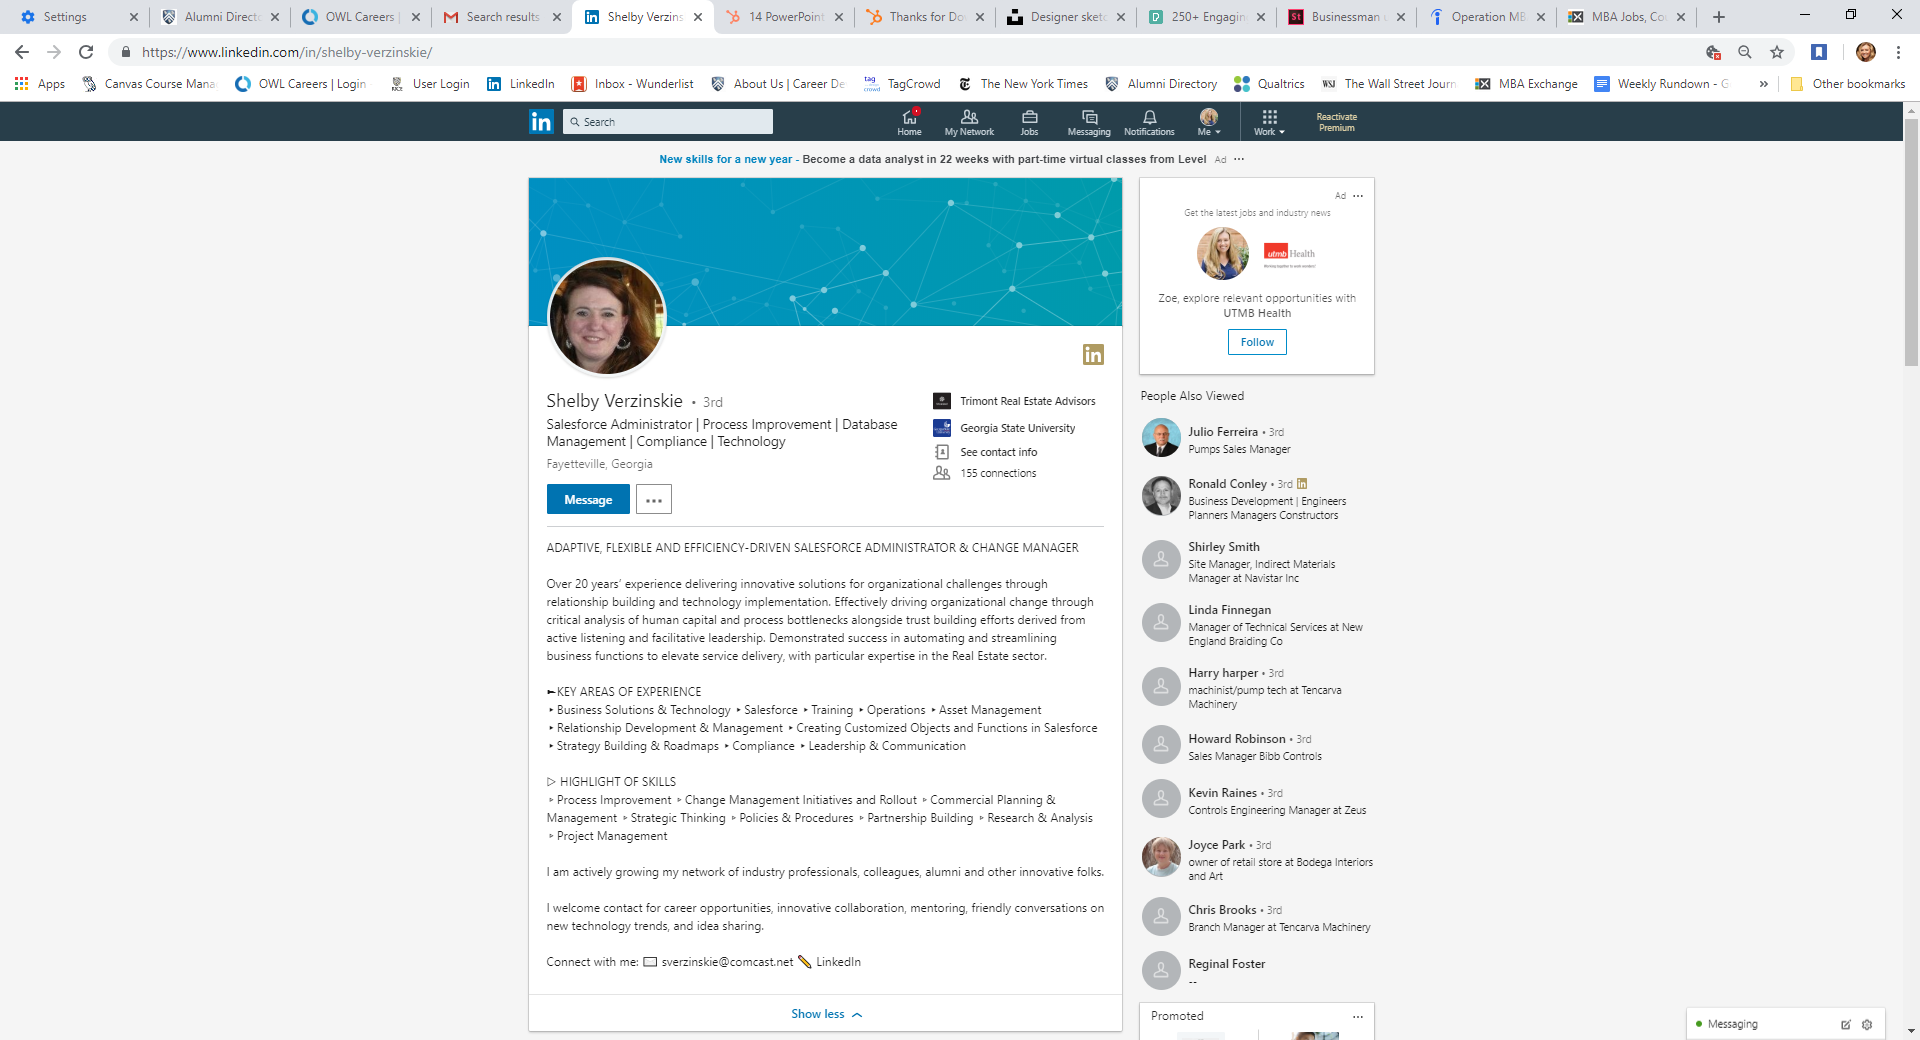 Settings
Alumni Directo
OWL Careers |
Search results
Shelby Verzins
14 PowerPoint
Thanks for Do
Designer sket
250+ Engagin
Businessman
Operation MB
MBA Jobs, Co
https://www.linkedin.com/in/shelby-verzinskie/
Apps
Canvas Course Mana
OWL Careers | Login
User Login
LinkedIn
Inbox - Wunderlist
About Us | Career De
TagCrowd
The New York Times
Alumni Directory
Qualtrics
The Wall Street Journ
MBA Exchange
Weekly Rundown - G
Other bookmarks
in
Search
Home
My Network
Jobs
Messaging
Notifications
Me
Work
Reactivate
Premium
New skills for a new year - Become a data analyst in 22 weeks with part-time virtual classes from Level Ad ···
in
Shelby Verzinskie • 3rd
Salesforce Administrator | Process Improvement | Database
Management | Compliance | Technology
Fayetteville, Georgia
Message
···
Trimont Real Estate Advisors
Georgia State University
See contact info
155 connections
ADAPTIVE, FLEXIBLE AND EFFICIENCY-DRIVEN SALESFORCE ADMINISTRATOR & CHANGE MANAGER
Over 20 years' experience delivering innovative solutions for organizational challenges through
relationship building and technology implementation. Effectively driving organizational change through
critical analysis of human capital and process bottlenecks alongside trust building efforts derived from
active listening and facilitative leadership. Demonstrated success in automating and streamlining
business functions to elevate service delivery, with particular expertise in the Real Estate sector.
►KEY AREAS OF EXPERIENCE
‣ Business Solutions & Technology ‣ Salesforce ‣ Training ‣ Operations ‣ Asset Management
‣ Relationship Development & Management ‣ Creating Customized Objects and Functions in Salesforce
‣ Strategy Building & Roadmaps ‣ Compliance ‣ Leadership & Communication
▷ HIGHLIGHT OF SKILLS
▹ Process Improvement ▹ Change Management Initiatives and Rollout ▹ Commercial Planning &
Management ▹ Strategic Thinking ▹ Policies & Procedures ▹ Partnership Building ▹ Research & Analysis
▹ Project Management
I am actively growing my network of industry professionals, colleagues, alumni and other innovative folks.
I welcome contact for career opportunities, innovative collaboration, mentoring, friendly conversations on
new technology trends, and idea sharing.
Connect with me: sverzinskie@comcast.net LinkedIn
Show less
Ad ···
Get the latest jobs and industry news
utmb Health
Zoe, explore relevant opportunities with
UTMB Health
Follow
People Also Viewed
Julio Ferreira • 3rd
Pumps Sales Manager
Ronald Conley • 3rd in
Business Development | Engineers
Planners Managers Constructors
Shirley Smith
Site Manager, Indirect Materials
Manager at Navistar Inc
Linda Finnegan
Manager of Technical Services at New
England Braiding Co
Harry harper • 3rd
machinist/pump tech at Tencarva
Machinery
Howard Robinson • 3rd
Sales Manager Bibb Controls
Kevin Raines • 3rd
Controls Engineering Manager at Zeus
Joyce Park • 3rd
owner of retail store at Bodega Interiors
and Art
Chris Brooks • 3rd
Branch Manager at Tencarva Machinery
Reginal Foster
--
Promoted ···
Messaging